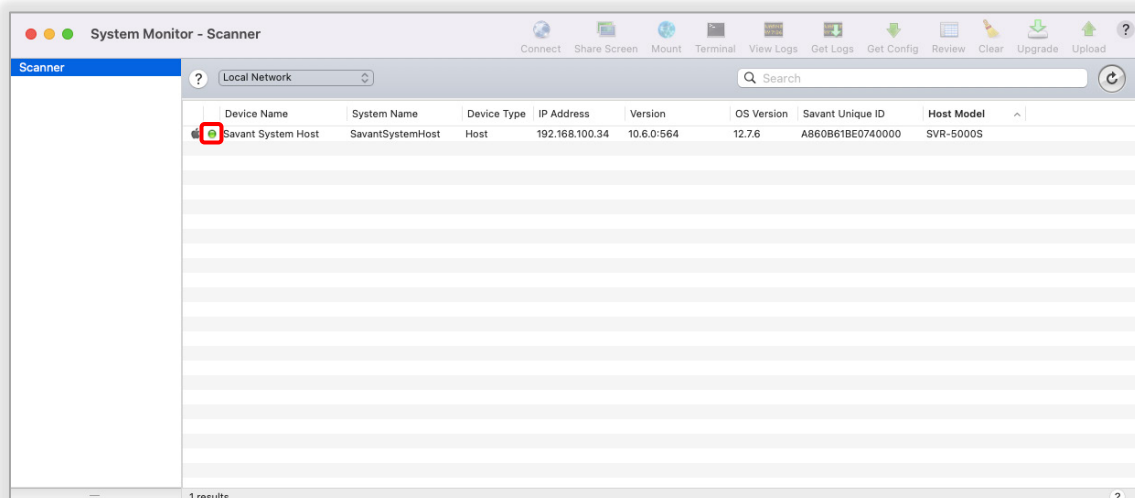 System Monitor - Scanner
Connect Share Screen Mount Terminal View Logs Get Logs Get Config Review Clear Upgrade Upload ?
Scanner
? Local Network Search
Device Name System Name Device Type IP Address Version OS Version Savant Unique ID Host Model
Savant System Host SavantSystemHost Host 192.168.100.34 10.6.0:564 12.7.6 A860B61BE0740000 SVR-5000S
1 results ?